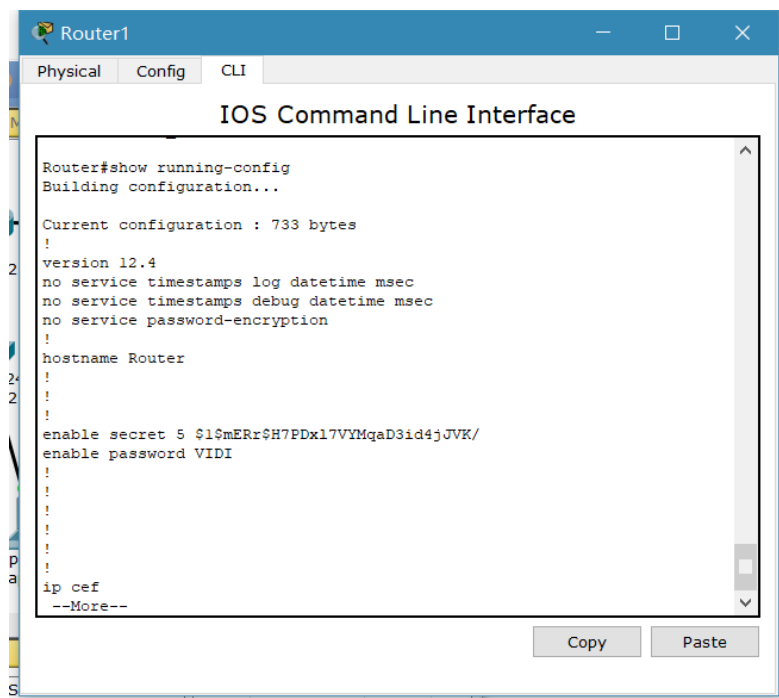 Router1
Physical Config CLI
IOS Command Line Interface
Router#show running-config
Building configuration...
Current configuration : 733 bytes
!
version 12.4
no service timestamps log datetime msec
no service timestamps debug datetime msec
no service password-encryption
!
hostname Router
!
!
!
enable secret 5 $1$mERr$H7PDxl7VYMqaD3id4jJVK/
enable password VIDI
!
!
!
!
!
!
ip cef
--More--
Copy Paste